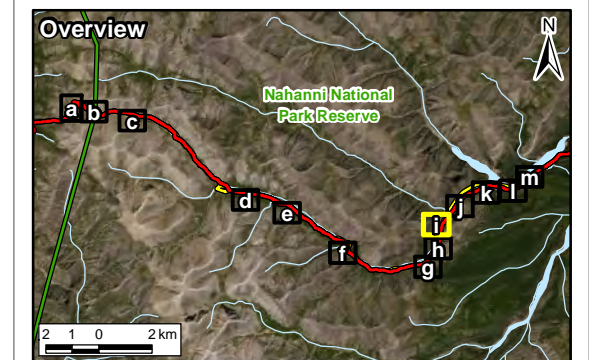 Overview
N
Nahanni National
Park Reserve
a
b
c
d
e
f
g
h
i
j
k
l
m
2 1 0 2 km